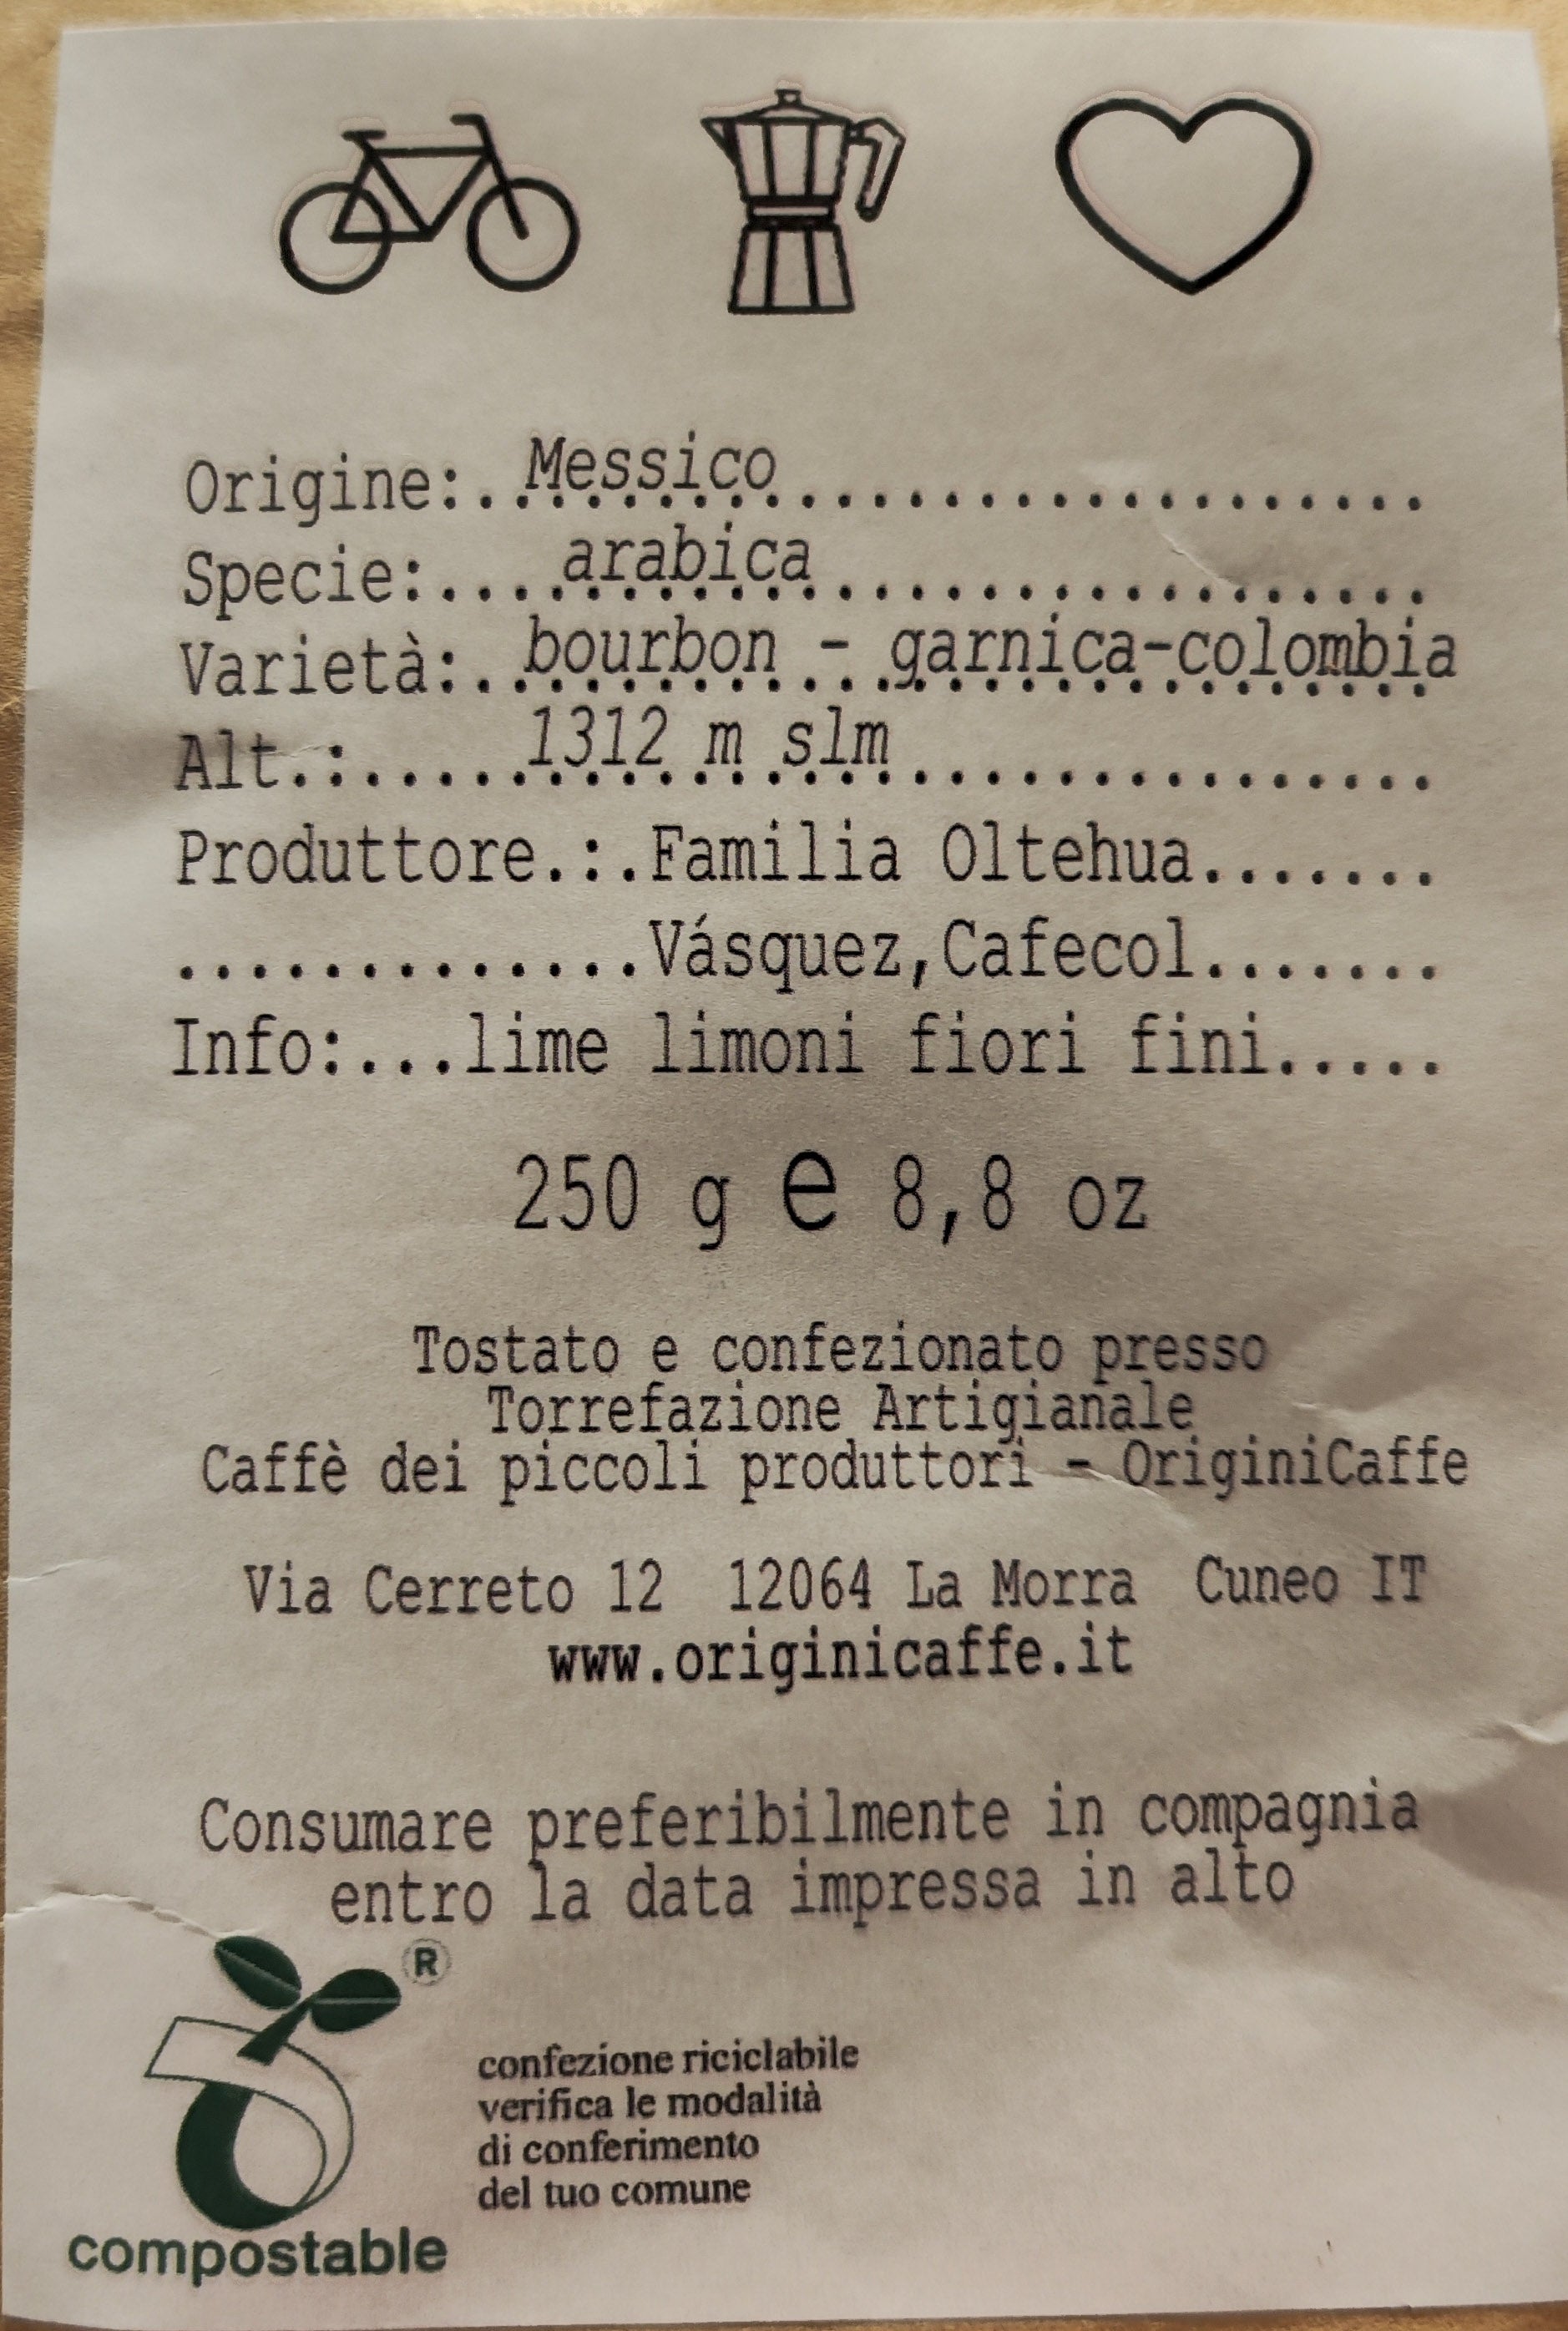 Origine:..Messico..................
Specie:....arabica.................
Varietà:..bourbon - garnica-colombia
Alt.:.....1312 m slm...............
Produttore.:.Familia Oltehua.......
.............Vásquez,Cafecol.......
Info:...lime limoni fiori fini.....
250 g e 8,8 oz
Tostato e confezionato presso
Torrefazione Artigianale
Caffè dei piccoli produttori - OriginiCaffe
Via Cerreto 12 12064 La Morra Cuneo IT
www.originicaffe.it
Consumare preferibilmente in compagnia
entro la data impressa in alto
®
confezione riciclabile
verifica le modalità
di conferimento
del tuo comune
compostable